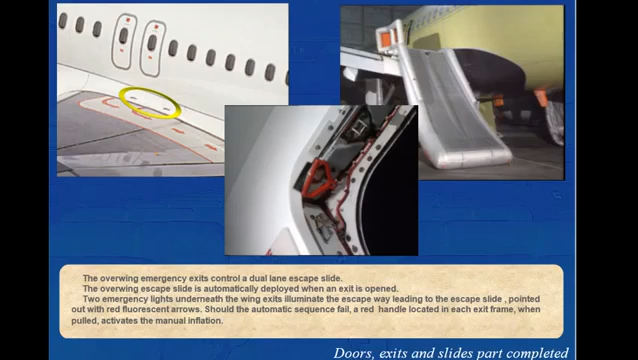 The overwing emergency exits control a dual lane escape slide.
The overwing escape slide is automatically deployed when an exit is opened.
Two emergency lights underneath the wing exits illuminate the escape way leading to the escape slide , pointed
out with red fluorescent arrows. Should the automatic sequence fail, a red handle located in each exit frame, when
pulled, activates the manual inflation.
Doors, exits and slides part completed